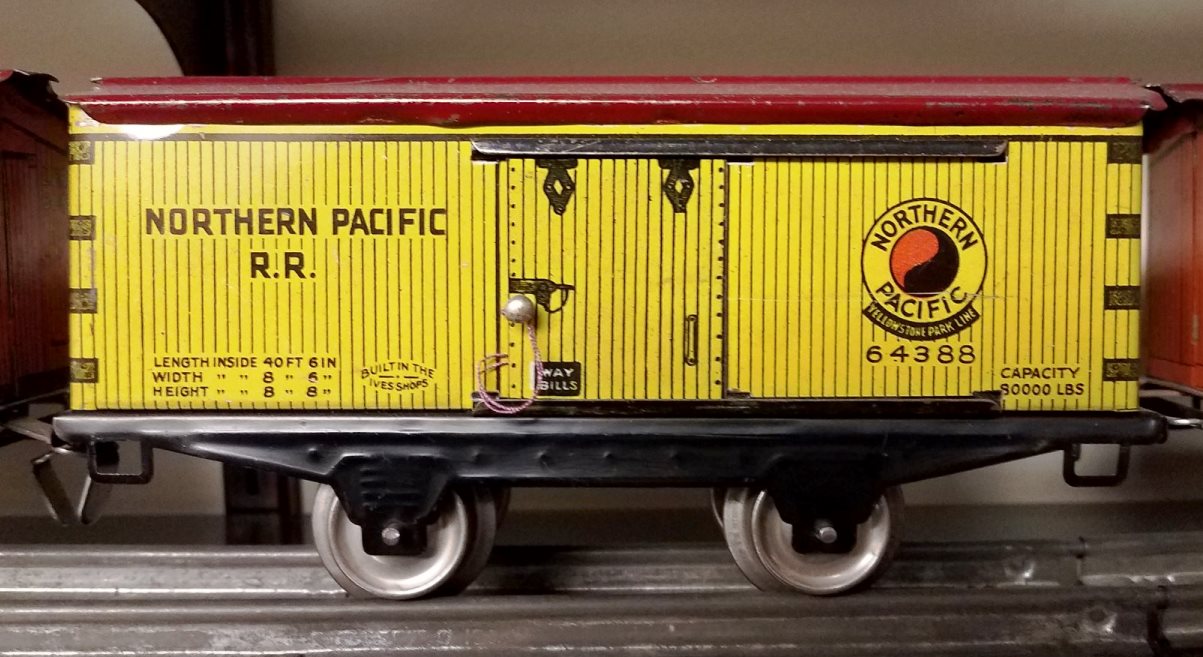 NORTHERN PACIFIC
R.R.
LENGTH INSIDE 40 FT 6 IN
WIDTH " " 8 " 6 "
HEIGHT " " 8 " 8 "
BUILT IN THE
IVES SHOPS
WAY
BILLS
NORTHERN
PACIFIC
YELLOWSTONE PARK LINE
64388
CAPACITY
80000 LBS